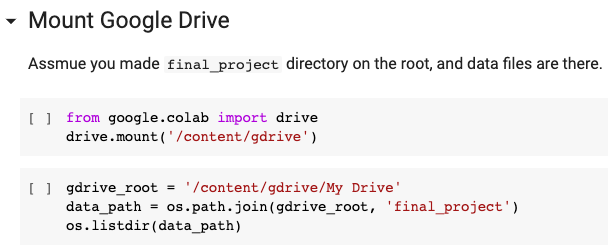 Mount Google Drive
Assmue you made final_project directory on the root, and data files are there.
[ ] from google.colab import drive
drive.mount('/content/gdrive')
[ ] gdrive_root = '/content/gdrive/My Drive'
data_path = os.path.join(gdrive_root, 'final_project')
os.listdir(data_path)